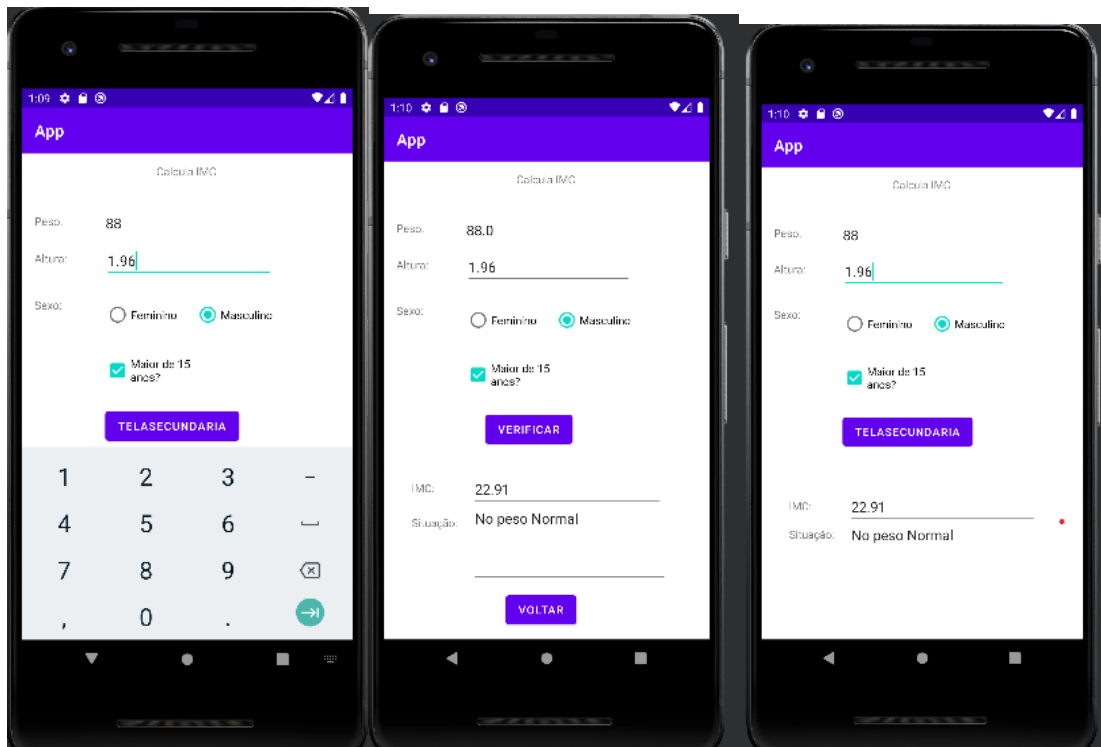 1:09
App
Calcula IMC
Peso:
88
Altura:
1.96
Sexo:
Feminino
Masculino
Maior de 15
anos?
TELASECUNDARIA
1 2 3 –
4 5 6
7 8 9
, 0 .
1:10
App
Calcula IMC
Peso:
88.0
Altura:
1.96
Sexo:
Feminino
Masculino
Maior de 15
anos?
VERIFICAR
IMC:
22.91
Situação:
No peso Normal
VOLTAR
1:10
App
Calcula IMC
Peso:
88
Altura:
1.96
Sexo:
Feminino
Masculino
Maior de 15
anos?
TELASECUNDARIA
IMC:
22.91
Situação:
No peso Normal